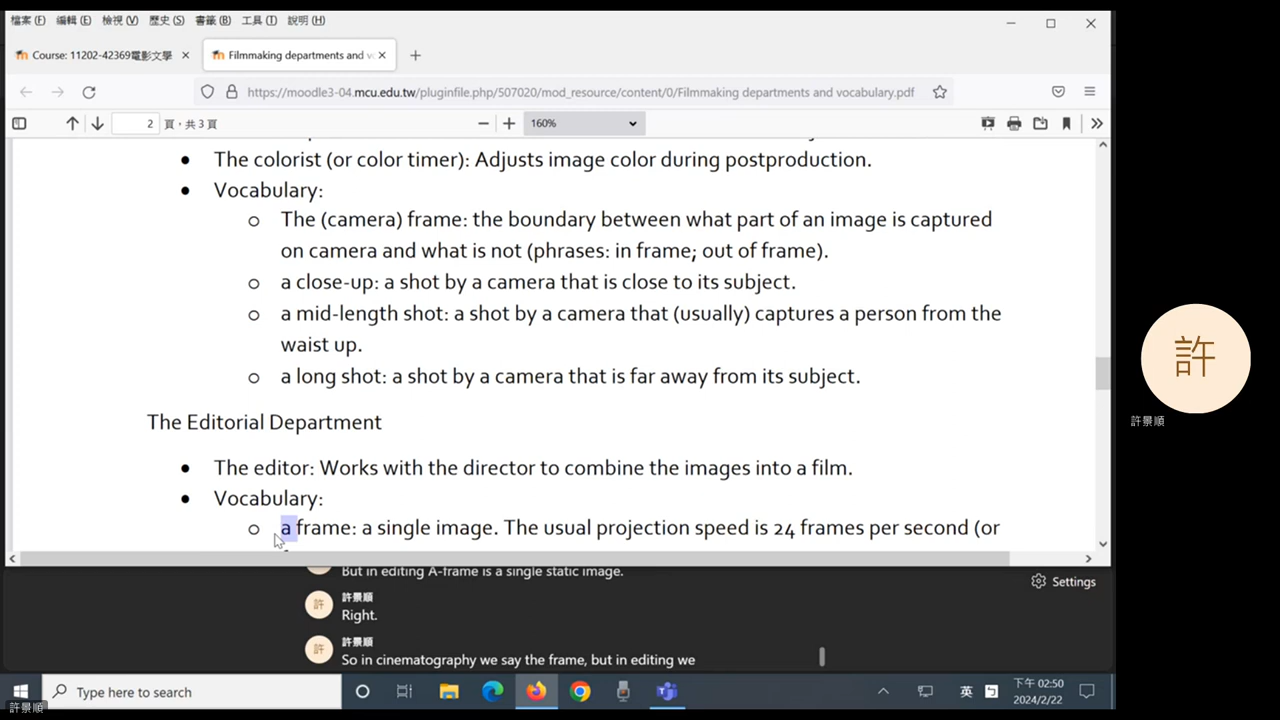 檔案(F) 編輯(E) 檢視(V) 歷史(S) 書籤(B) 工具(T) 說明(H)
Course: 11202-42369電影文學
Filmmaking departments and vo
https://moodle3-04.mcu.edu.tw/pluginfile.php/507020/mod_resource/content/0/Filmmaking departments and vocabulary.pdf
2 頁，共 3 頁
160%
• The colorist (or color timer): Adjusts image color during postproduction.
• Vocabulary:
o The (camera) frame: the boundary between what part of an image is captured
on camera and what is not (phrases: in frame; out of frame).
o a close-up: a shot by a camera that is close to its subject.
o a mid-length shot: a shot by a camera that (usually) captures a person from the
waist up.
o a long shot: a shot by a camera that is far away from its subject.
The Editorial Department
• The editor: Works with the director to combine the images into a film.
• Vocabulary:
o a frame: a single image. The usual projection speed is 24 frames per second (or
But in editing A-frame is a single static image.
許景順
許
Right.
許景順
許
So in cinematography we say the frame, but in editing we
Settings
許
許景順
Type here to search
英
ㄅ
下午 02:50
2024/2/22
許景順